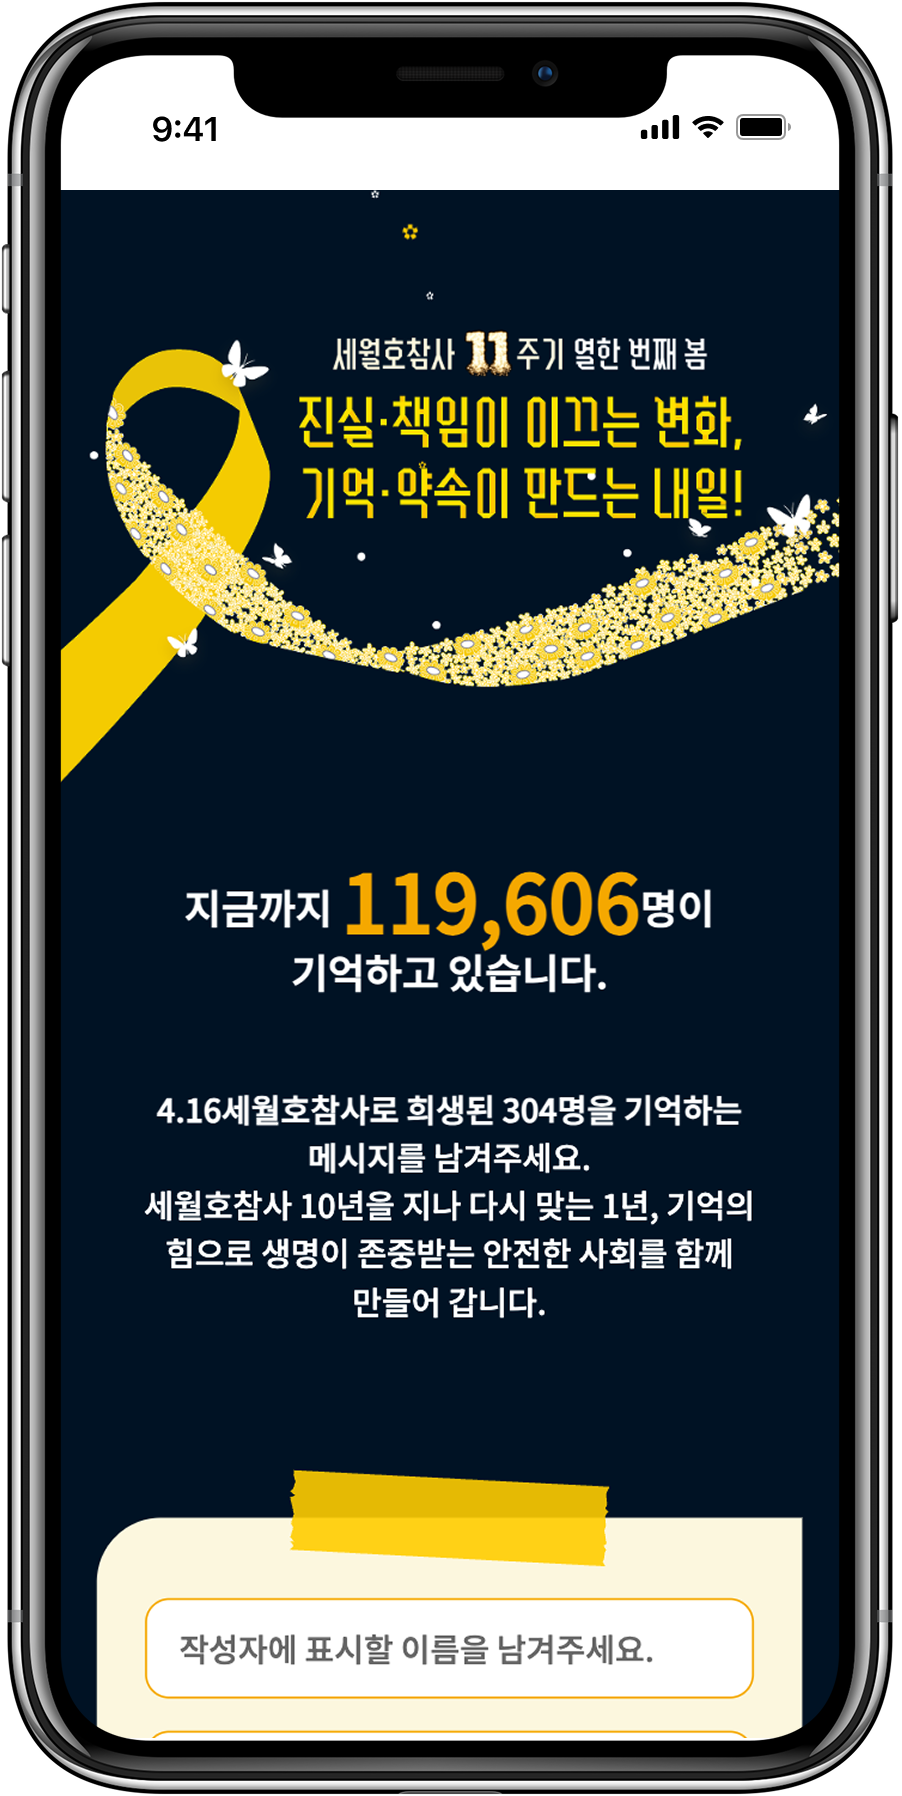 9:41
세월호참사 11주기 열한 번째 봄
진실·책임이 이끄는 변화,
기억·약속이 만드는 내일!
지금까지 119,606명이
기억하고 있습니다.
4.16세월호참사로 희생된 304명을 기억하는
메시지를 남겨주세요.
세월호참사 10년을 지나 다시 맞는 1년, 기억의
힘으로 생명이 존중받는 안전한 사회를 함께
만들어 갑니다.
작성자에 표시할 이름을 남겨주세요.